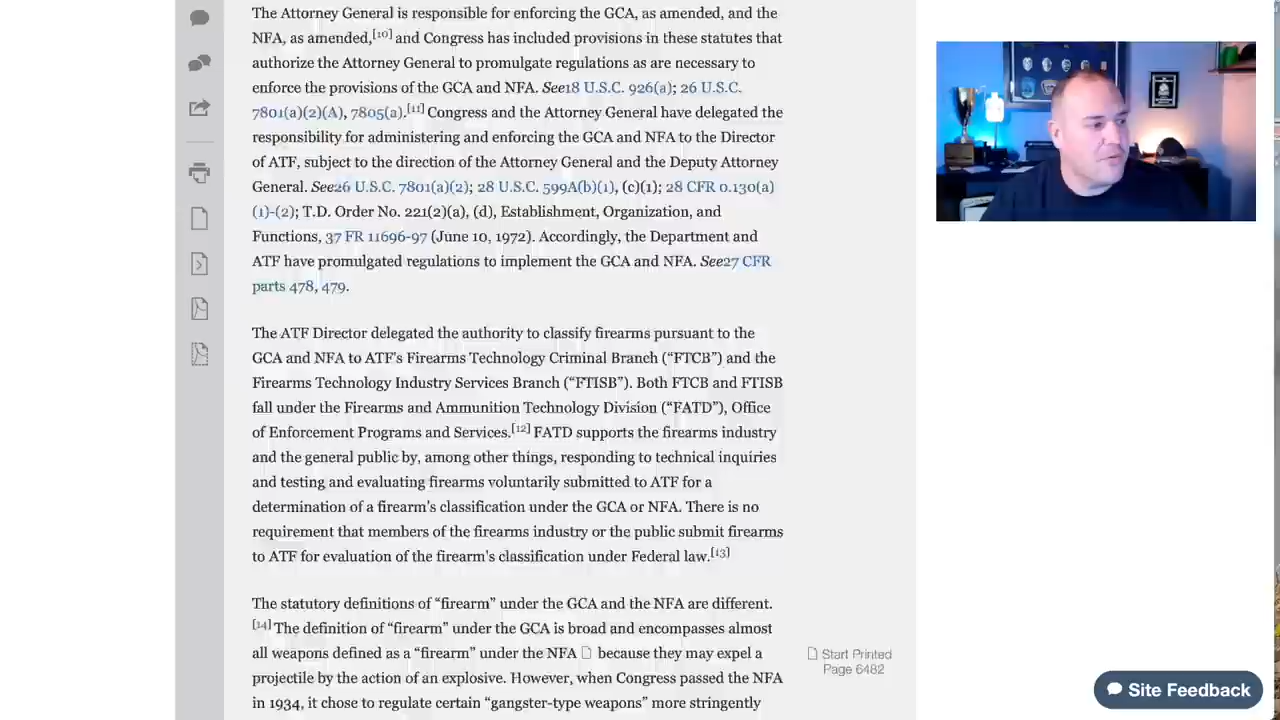 The Attorney General is responsible for enforcing the GCA, as amended, and the
NFA, as amended,[10] and Congress has included provisions in these statutes that
authorize the Attorney General to promulgate regulations as are necessary to
enforce the provisions of the GCA and NFA. See18 U.S.C. 926(a); 26 U.S.C.
7801(a)(2)(A), 7805(a).[11] Congress and the Attorney General have delegated the
responsibility for administering and enforcing the GCA and NFA to the Director
of ATF, subject to the direction of the Attorney General and the Deputy Attorney
General. See26 U.S.C. 7801(a)(2); 28 U.S.C. 599A(b)(1), (c)(1); 28 CFR 0.130(a)
(1)-(2); T.D. Order No. 221(2)(a), (d), Establishment, Organization, and
Functions, 37 FR 11696-97 (June 10, 1972). Accordingly, the Department and
ATF have promulgated regulations to implement the GCA and NFA. See27 CFR
parts 478, 479.
The ATF Director delegated the authority to classify firearms pursuant to the
GCA and NFA to ATF's Firearms Technology Criminal Branch (“FTCB”) and the
Firearms Technology Industry Services Branch (“FTISB”). Both FTCB and FTISB
fall under the Firearms and Ammunition Technology Division (“FATD”), Office
of Enforcement Programs and Services.[12] FATD supports the firearms industry
and the general public by, among other things, responding to technical inquiries
and testing and evaluating firearms voluntarily submitted to ATF for a
determination of a firearm's classification under the GCA or NFA. There is no
requirement that members of the firearms industry or the public submit firearms
to ATF for evaluation of the firearm's classification under Federal law.[13]
The statutory definitions of “firearm” under the GCA and the NFA are different.
[14] The definition of “firearm” under the GCA is broad and encompasses almost
all weapons defined as a “firearm” under the NFA because they may expel a
projectile by the action of an explosive. However, when Congress passed the NFA
in 1934, it chose to regulate certain “gangster-type weapons” more stringently
Start Printed
Page 6482
Site Feedback